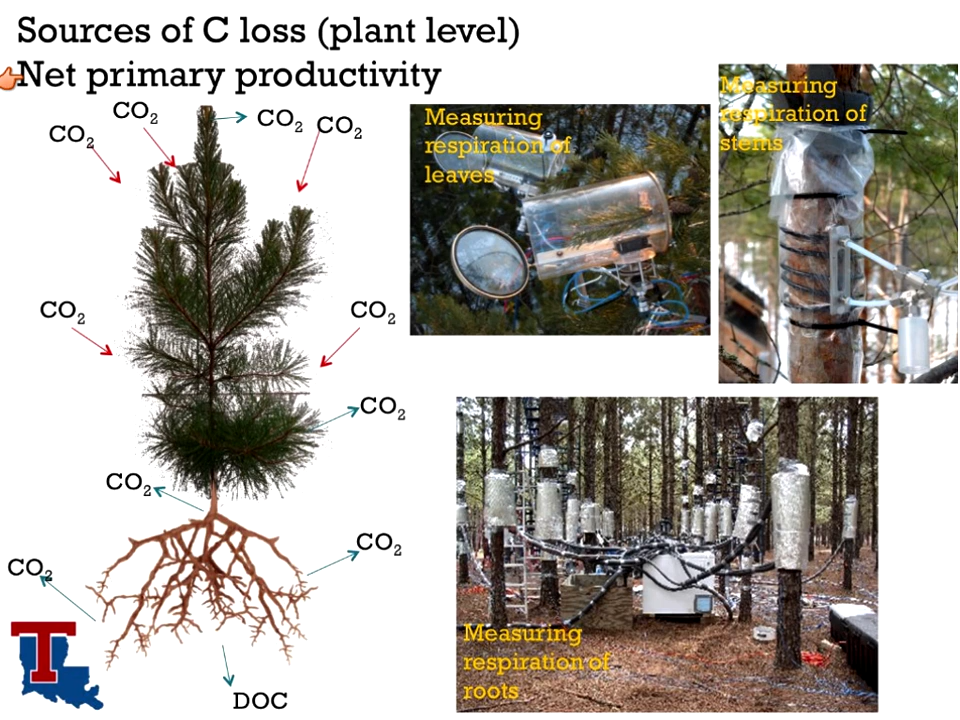 Sources of C loss (plant level)
Net primary productivity
CO2
CO2
CO2
CO2
Measuring
respiration of
leaves
Measuring
respiration of
stems
CO2
CO2
CO2
CO2
CO2
CO2
DOC
Measuring
respiration of
roots
T